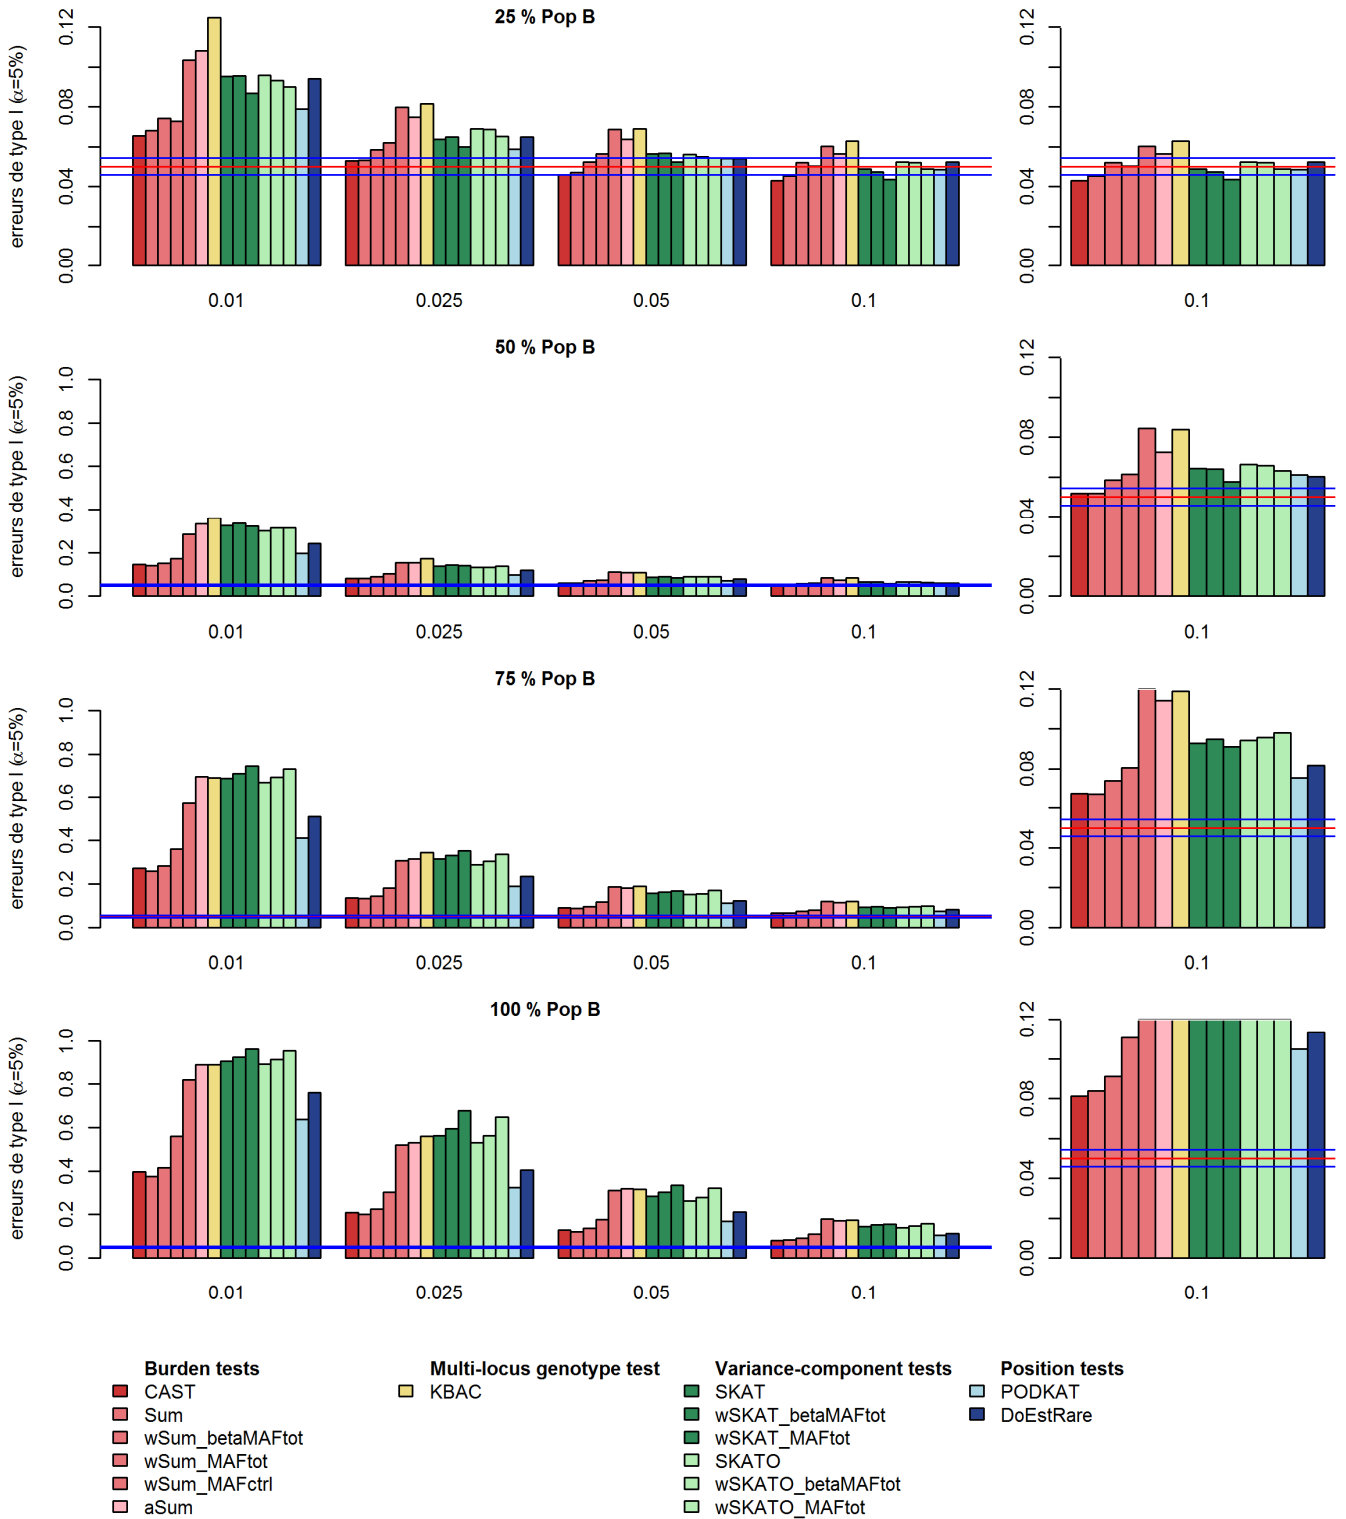 25 % Pop B
erreurs de type I (α=5%)
0.00 0.04 0.08 0.12
0.01 0.025 0.05 0.1
0.00 0.04 0.08 0.12
0.1
50 % Pop B
erreurs de type I (α=5%)
0.0 0.2 0.4 0.6 0.8 1.0
0.01 0.025 0.05 0.1
0.00 0.04 0.08 0.12
0.1
75 % Pop B
erreurs de type I (α=5%)
0.0 0.2 0.4 0.6 0.8 1.0
0.01 0.025 0.05 0.1
0.00 0.04 0.08 0.12
0.1
100 % Pop B
erreurs de type I (α=5%)
0.0 0.2 0.4 0.6 0.8 1.0
0.01 0.025 0.05 0.1
0.00 0.04 0.08 0.12
0.1
Burden tests
CAST
Sum
wSum_betaMAFtot
wSum_MAFtot
wSum_MAFctrl
aSum
Multi-locus genotype test
KBAC
Variance-component tests
SKAT
wSKAT_betaMAFtot
wSKAT_MAFtot
SKATO
wSKATO_betaMAFtot
wSKATO_MAFtot
Position tests
PODKAT
DoEstRare